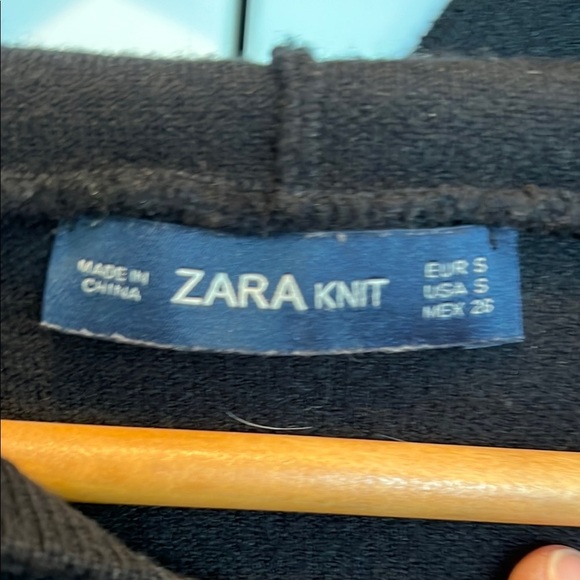 MADE IN
CHINA
ZARA KNIT
EUR S
USA S
MEX 26